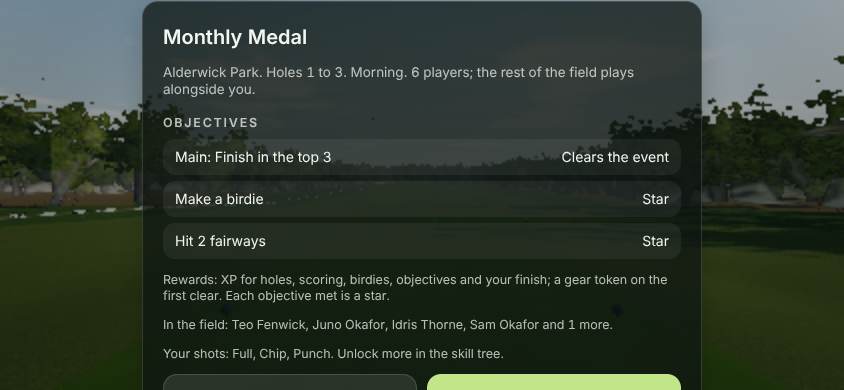 Monthly Medal
Alderwick Park. Holes 1 to 3. Morning. 6 players; the rest of the field plays
alongside you.
OBJECTIVES
Main: Finish in the top 3 Clears the event
Make a birdie Star
Hit 2 fairways Star
Rewards: XP for holes, scoring, birdies, objectives and your finish; a gear token on the
first clear. Each objective met is a star.
In the field: Teo Fenwick, Juno Okafor, Idris Thorne, Sam Okafor and 1 more.
Your shots: Full, Chip, Punch. Unlock more in the skill tree.